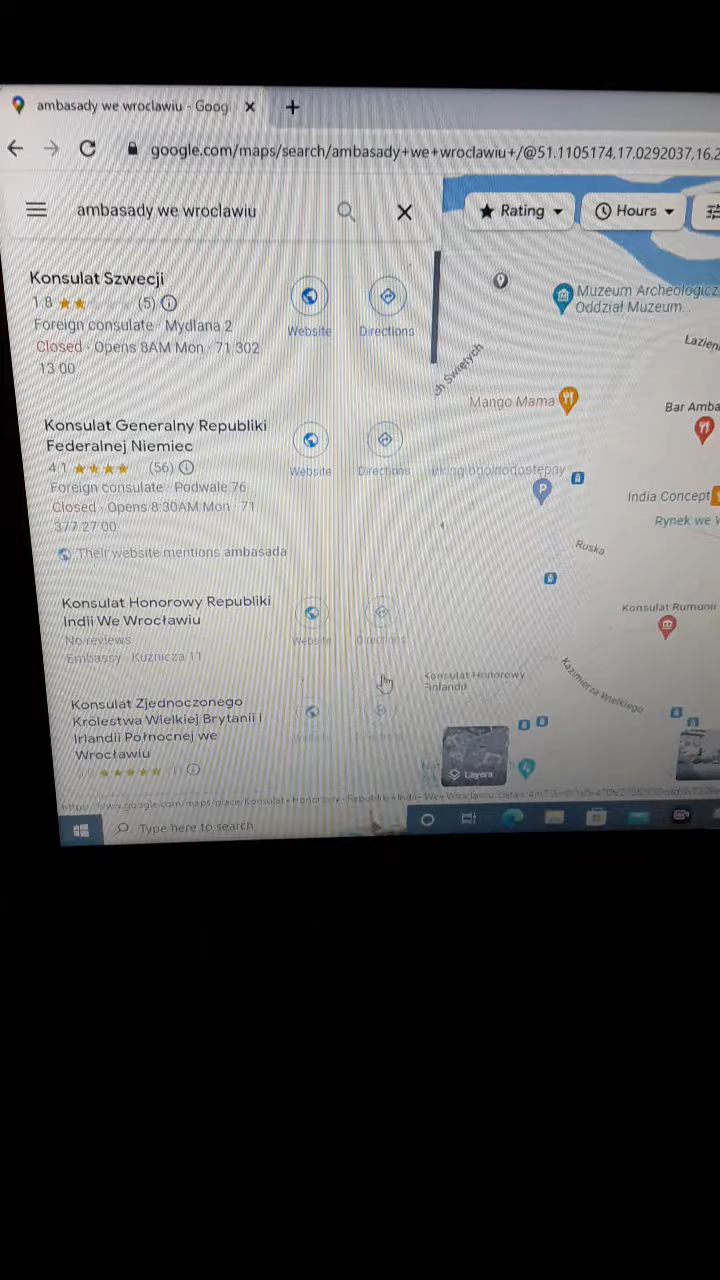 ambasady we wroclawiu - Goog
google.com/maps/search/ambasady+we+wroclawiu+/@51.1105174,17.0292037,16.2
ambasady we wroclawiu
Rating
Hours
Konsulat Szwecji
1.8 (5)
Foreign consulate · Mydlana 2
Closed · Opens 8AM Mon · 71 302
13 00
Website
Directions
Konsulat Generalny Republiki
Federalnej Niemiec
4.1 (56)
Foreign consulate · Podwale 76
Closed · Opens 8:30AM Mon · 71
377 27 00
Their website mentions ambasada
Website
Directions
Konsulat Honorowy Republiki
Indii We Wrocławiu
No reviews
Embassy · Kuźnicza 11
Website
Directions
Konsulat Zjednoczonego
Królestwa Wielkiej Brytanii i
Irlandii Północnej we
Wrocławiu
Muzeum Archeologicz
Oddział Muzeum...
Łazien
ch Świętych
Mango Mama
Bar Amba
ogólnodostępny
P
India Concept
Rynek we W
Ruska
Konsulat Rumunii
Konsulat Honorowy
Finlandii
Kazimierza Wielkiego
Layers
Type here to search